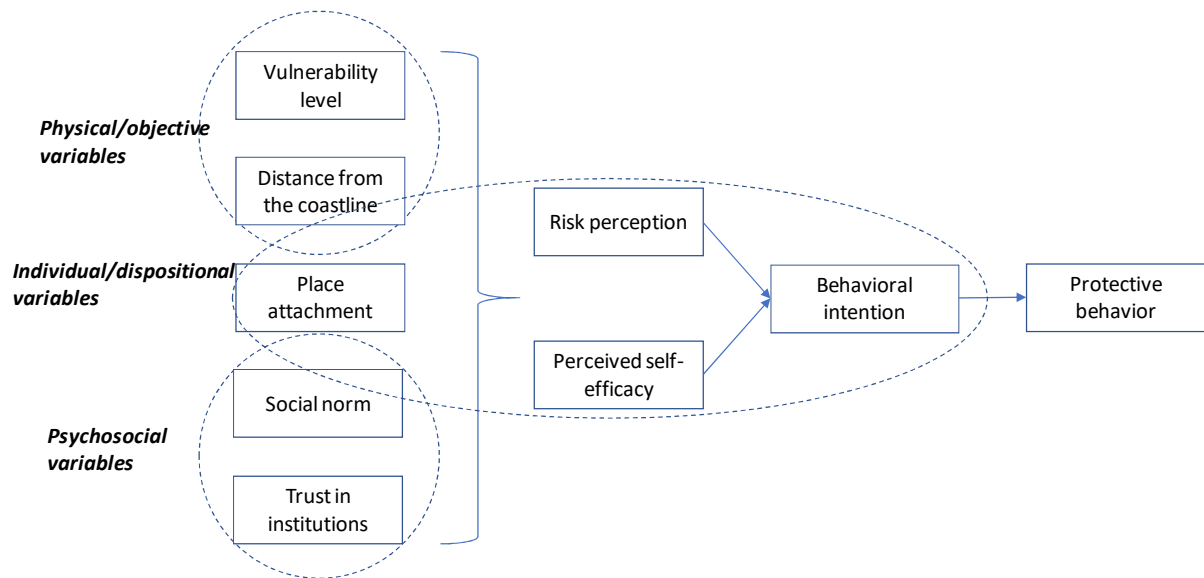 Physical/objective
variables
Vulnerability
level
Distance from
the coastline
Individual/dispositional
variables
Place
attachment
Psychosocial
variables
Social norm
Trust in
institutions
Risk perception
Perceived self-
efficacy
Behavioral
intention
Protective
behavior